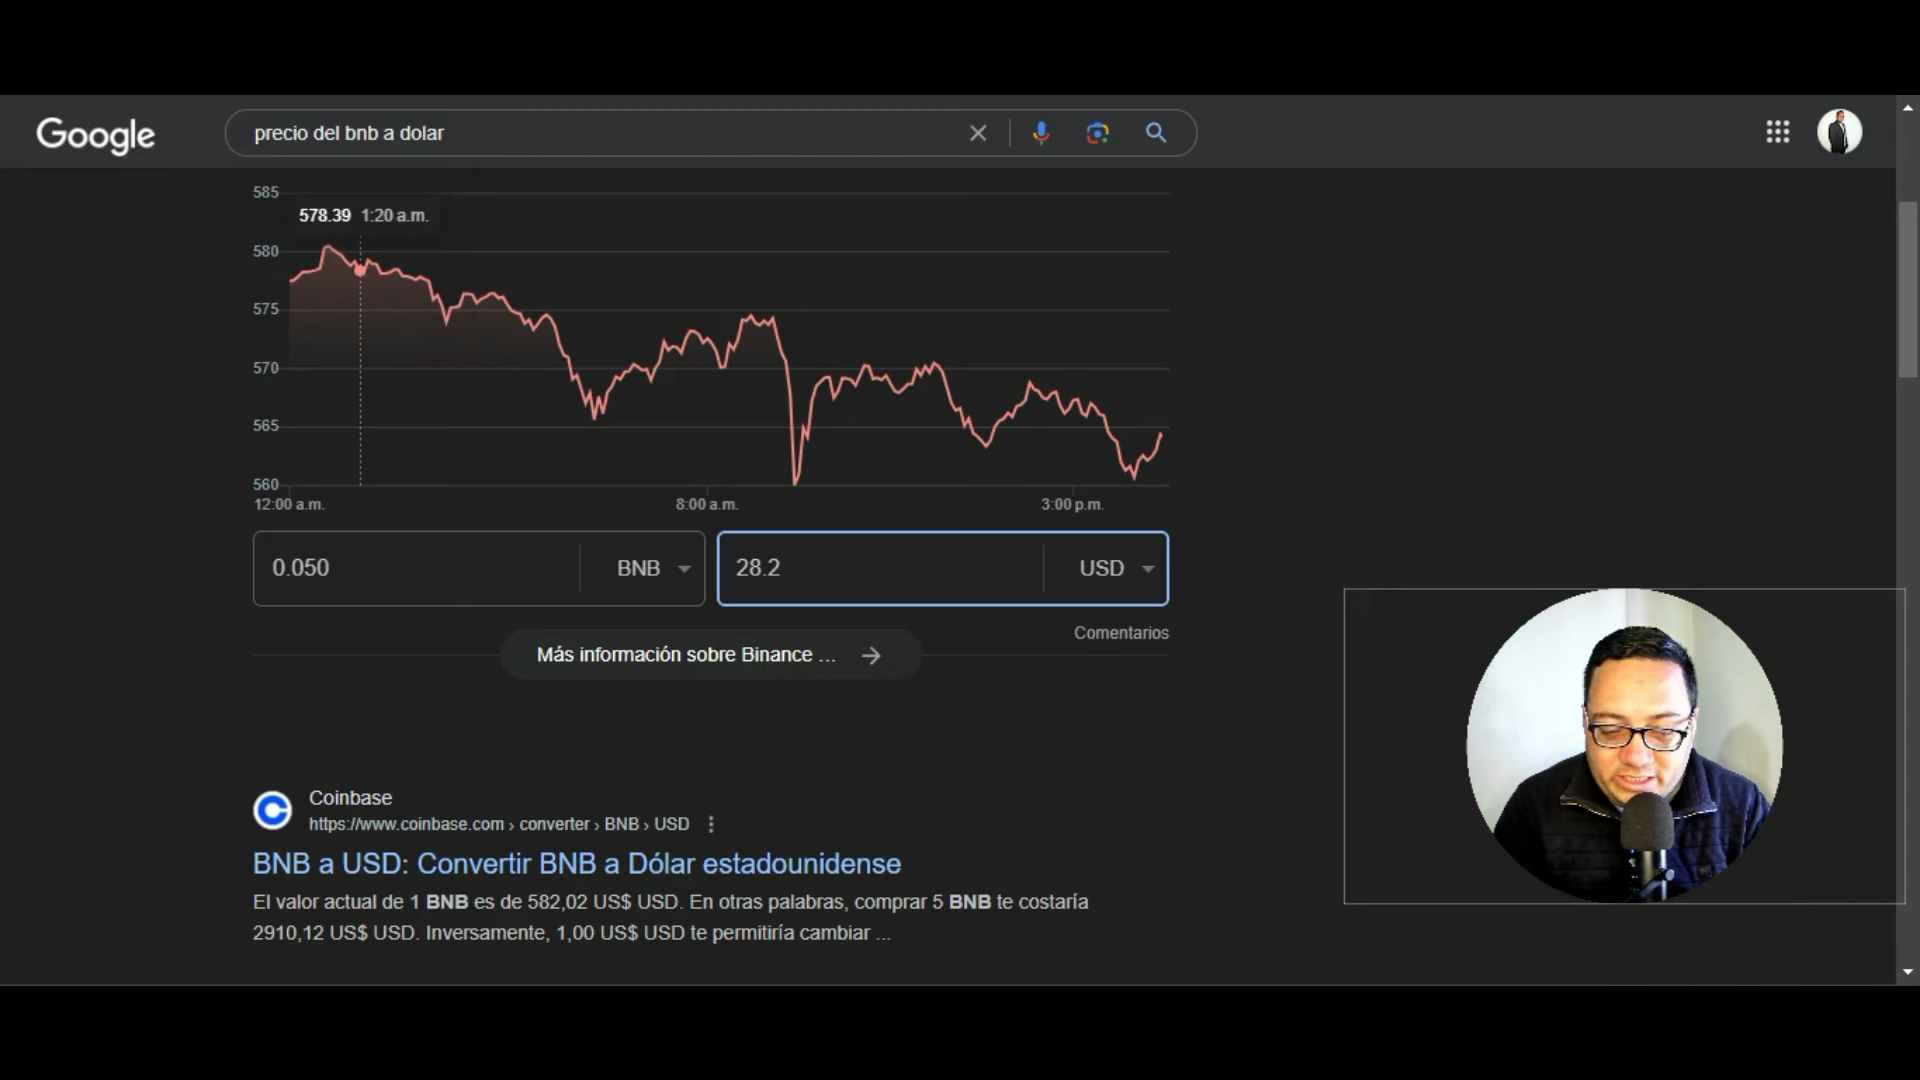 Google
precio del bnb a dolar
585
578.39 1:20 a.m.
580
575
570
565
560
12:00 a.m. 8:00 a.m. 3:00 p.m.
0.050 BNB 28.2 USD
Comentarios
Más información sobre Binance ...
Coinbase
https://www.coinbase.com › converter › BNB › USD
BNB a USD: Convertir BNB a Dólar estadounidense
El valor actual de 1 BNB es de 582,02 US$ USD. En otras palabras, comprar 5 BNB te costaría
2910,12 US$ USD. Inversamente, 1,00 US$ USD te permitiría cambiar ...